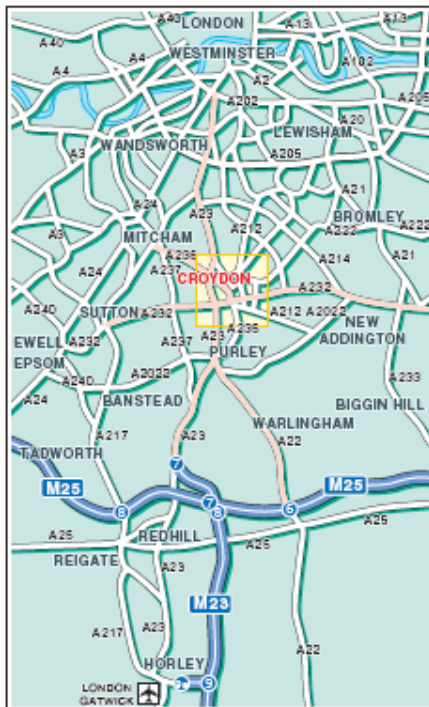 A40
LONDON
A13
A13
A40
A4
WESTMINSTER
A4
A2
A102
A202
A20
A205
WANDSWORTH
LEWISHAM
A3
A205
A21
A24
A23
A212
BROMLEY
A222
A222
A3
MITCHAM
A236
A237
A214
A21
A24
CROYDON
A232
A240
SUTTON
A232
A212
A2022
NEW
ADDINGTON
EWELL
A232
A237
A23
A235
EPSOM
PURLEY
A240
A2022
A233
A24
BANSTEAD
BIGGIN HILL
WARLINGHAM
A217
A23
A22
TADWORTH
7
M25
M25
7
8
8
6
A25
A25
REDHILL
A25
REIGATE
A23
M23
A217
A23
A22
HORLEY
LONDON
GATWICK
9